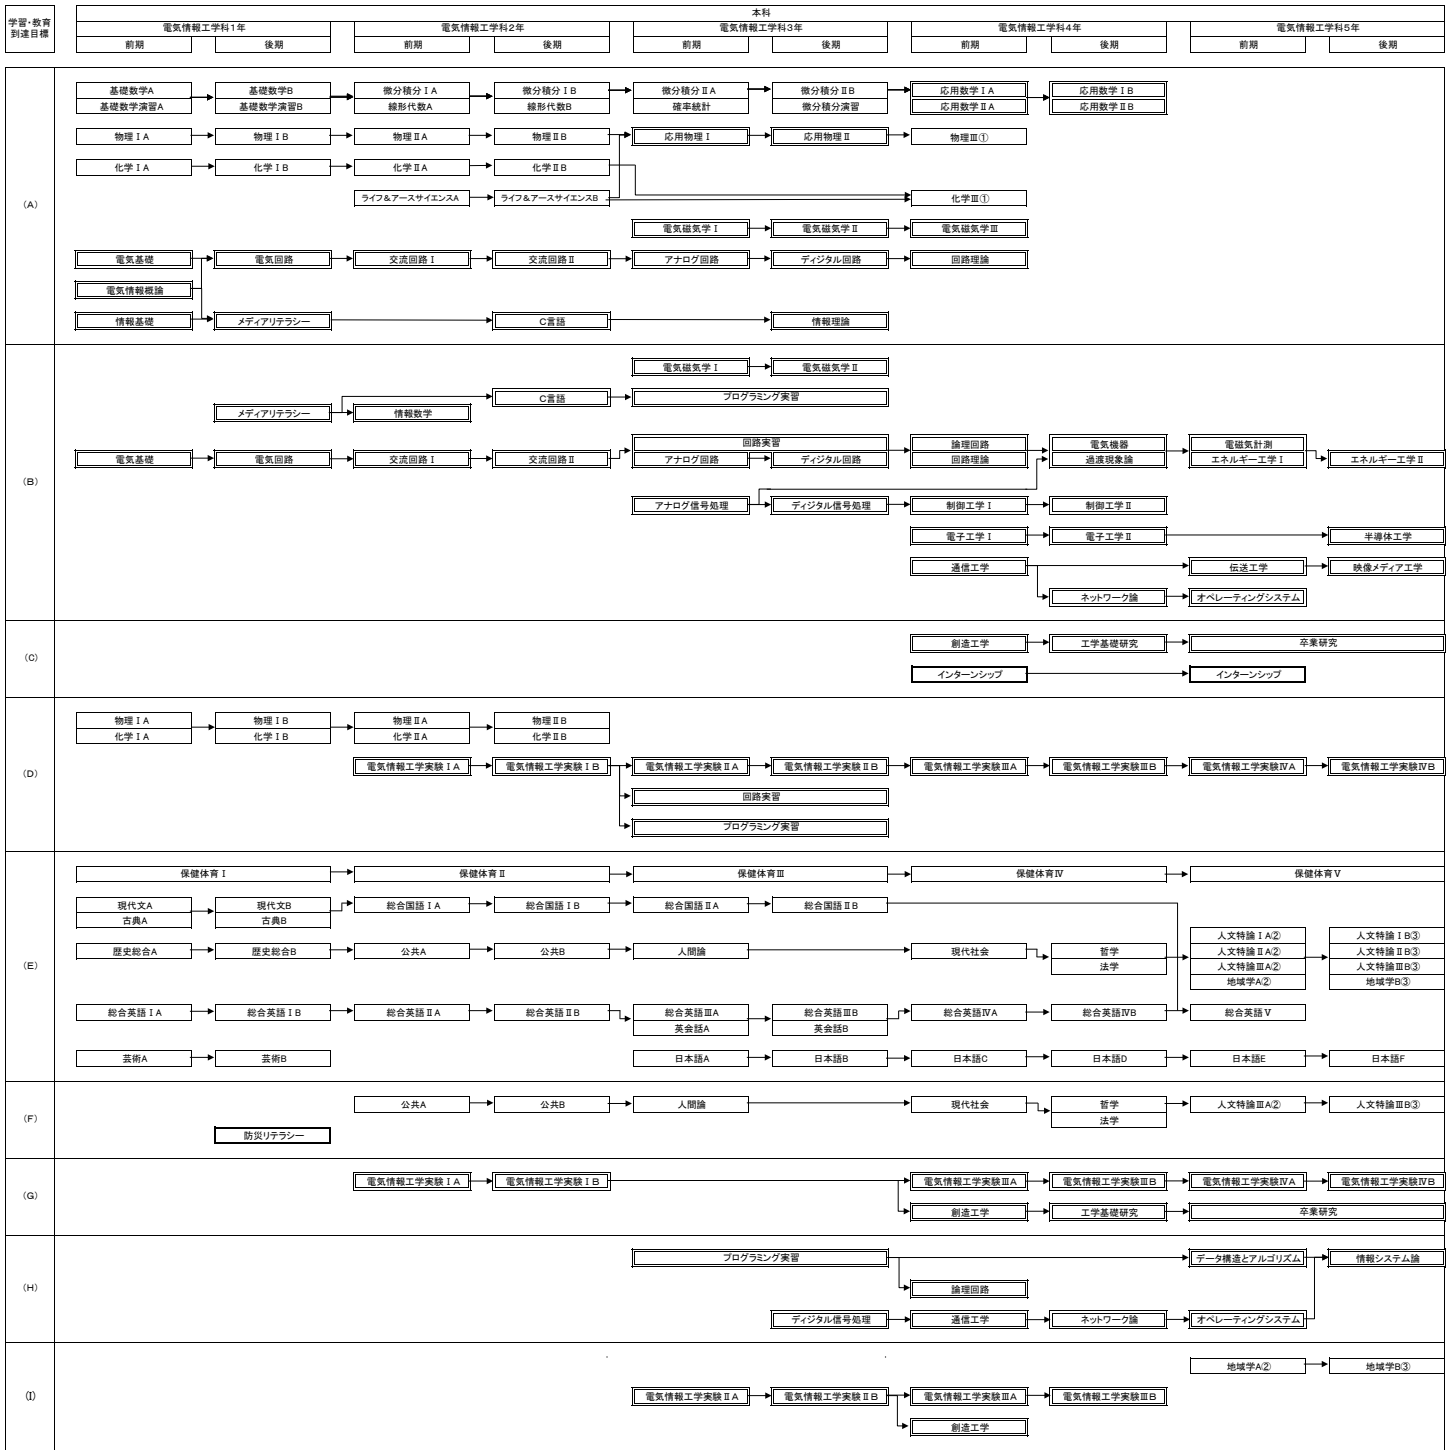 学習・教育
到達目標
本科
電気情報工学科1年 電気情報工学科2年 電気情報工学科3年 電気情報工学科4年 電気情報工学科5年
前期 後期 前期 後期 前期 後期 前期 後期 前期 後期
(A)
基礎数学A 基礎数学B 微分積分ⅠA 微分積分ⅠB 微分積分ⅡA 微分積分ⅡB 応用数学ⅠA 応用数学ⅠB
基礎数学演習A 基礎数学演習B 線形代数A 線形代数B 確率統計 微分積分演習 応用数学ⅡA 応用数学ⅡB
物理ⅠA 物理ⅠB 物理ⅡA 物理ⅡB 応用物理Ⅰ 応用物理Ⅱ 物理Ⅲ①
化学ⅠA 化学ⅠB 化学ⅡA 化学ⅡB
ライフ&アースサイエンスA ライフ&アースサイエンスB 化学Ⅲ①
電気磁気学Ⅰ 電気磁気学Ⅱ 電気磁気学Ⅲ
電気基礎 電気回路 交流回路Ⅰ 交流回路Ⅱ アナログ回路 ディジタル回路 回路理論
電気情報概論
情報基礎 メディアリテラシー C言語 情報理論
(B)
電気磁気学Ⅰ 電気磁気学Ⅱ
C言語 プログラミング実習
メディアリテラシー 情報数学
回路実習 論理回路 電気機器 電磁気計測
電気基礎 電気回路 交流回路Ⅰ 交流回路Ⅱ アナログ回路 ディジタル回路 回路理論 過渡現象論 エネルギー工学Ⅰ エネルギー工学Ⅱ
アナログ信号処理 ディジタル信号処理 制御工学Ⅰ 制御工学Ⅱ
電子工学Ⅰ 電子工学Ⅱ 半導体工学
通信工学 伝送工学 映像メディア工学
ネットワーク論 オペレーティングシステム
(C)
創造工学 工学基礎研究 卒業研究
インターンシップ インターンシップ
(D)
物理ⅠA 物理ⅠB 物理ⅡA 物理ⅡB
化学ⅠA 化学ⅠB 化学ⅡA 化学ⅡB
電気情報工学実験ⅠA 電気情報工学実験ⅠB 電気情報工学実験ⅡA 電気情報工学実験ⅡB 電気情報工学実験ⅢA 電気情報工学実験ⅢB 電気情報工学実験ⅣA 電気情報工学実験ⅣB
回路実習
プログラミング実習
(E)
保健体育Ⅰ 保健体育Ⅱ 保健体育Ⅲ 保健体育Ⅳ 保健体育Ⅴ
現代文A 現代文B 総合国語ⅠA 総合国語ⅠB 総合国語ⅡA 総合国語ⅡB
古典A 古典B
人文特論ⅠA② 人文特論ⅠB③
歴史総合A 歴史総合B 公共A 公共B 人間論 現代社会 哲学 人文特論ⅡA② 人文特論ⅡB③
法学 人文特論ⅢA② 人文特論ⅢB③
地域学A② 地域学B③
総合英語ⅠA 総合英語ⅠB 総合英語ⅡA 総合英語ⅡB 総合英語ⅢA 総合英語ⅢB 総合英語ⅣA 総合英語ⅣB 総合英語Ⅴ
英会話A 英会話B
芸術A 芸術B 日本語A 日本語B 日本語C 日本語D 日本語E 日本語F
(F)
公共A 公共B 人間論 現代社会 哲学 人文特論ⅢA② 人文特論ⅢB③
法学
防災リテラシー
(G)
電気情報工学実験ⅠA 電気情報工学実験ⅠB 電気情報工学実験ⅢA 電気情報工学実験ⅢB 電気情報工学実験ⅣA 電気情報工学実験ⅣB
創造工学 工学基礎研究 卒業研究
(H)
プログラミング実習 データ構造とアルゴリズム 情報システム論
論理回路
ディジタル信号処理 通信工学 ネットワーク論 オペレーティングシステム
(I)
地域学A② 地域学B③
電気情報工学実験ⅡA 電気情報工学実験ⅡB 電気情報工学実験ⅢA 電気情報工学実験ⅢB
創造工学